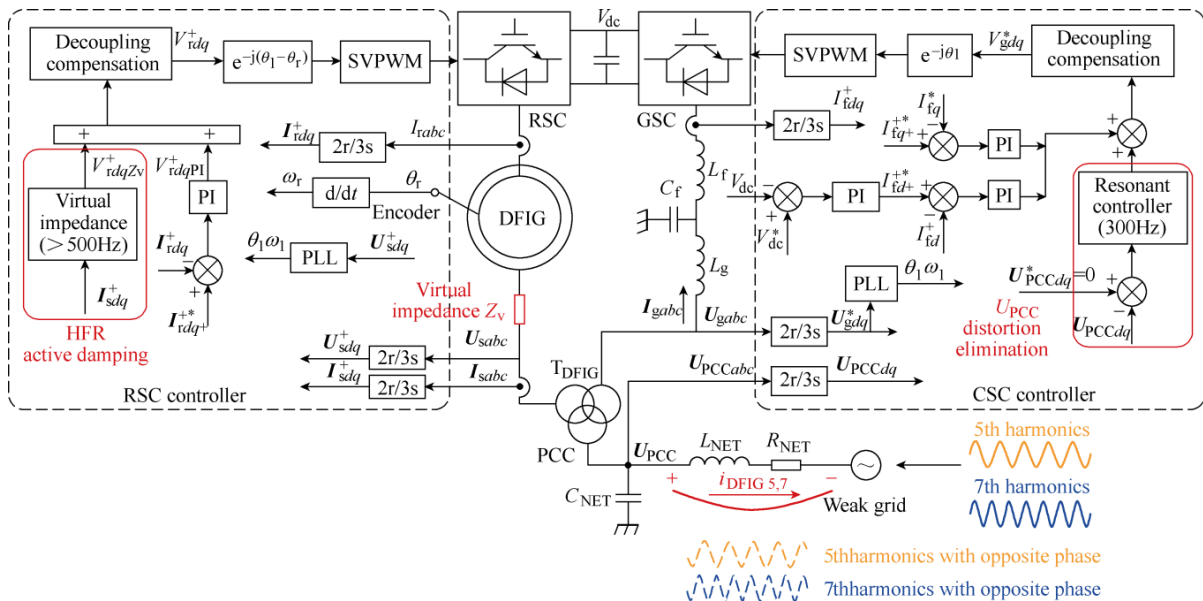 Decoupling
compensation
V⁺rdq
e^−j(θ1−θr)
SVPWM
Vdc
RSC
GSC
SVPWM
e^−jθ1
V*gdq
Decoupling
compensation
+
+
V⁺rdqZv
V⁺rdqPI
Virtual
impedance
(>500Hz)
PI
I⁺rdq
−
+
I⁺*rdq+
I⁺sdq
HFR
active damping
RSC controller
I⁺rdq
2r/3s
Irabc
ωr
d/dt
θr
Encoder
DFIG
θ1ω1
PLL
U⁺sdq
Virtual
impedance Zv
U⁺sdq
2r/3s
Usabc
I⁺sdq
2r/3s
Isabc
TDFIG
PCC
Cf
Lf
Lg
Igabc
Ugabc
2r/3s
I⁺fdq
I*fq
I⁺*fq+
−
+
PI
Vdc
−
+
V*dc
PI
I⁺*fd+
+
−
I⁺fd
PI
+
+
Resonant
controller
(300Hz)
U*PCCdq=0
+
−
UPCCdq
UPCC
distortion
elimination
PLL
θ1ω1
2r/3s
U*gdq
UPCCabc
2r/3s
UPCCdq
CSC controller
UPCC
LNET
RNET
CNET
+
iDFIG 5,7
−
~
Weak grid
5th harmonics
7th harmonics
5thharmonics with opposite phase
7thharmonics with opposite phase